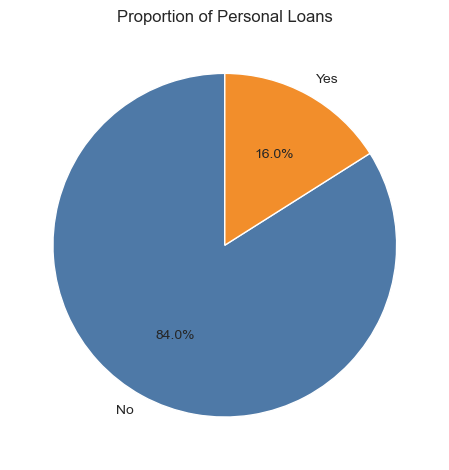 Proportion of Personal Loans
Yes
16.0%
84.0%
No